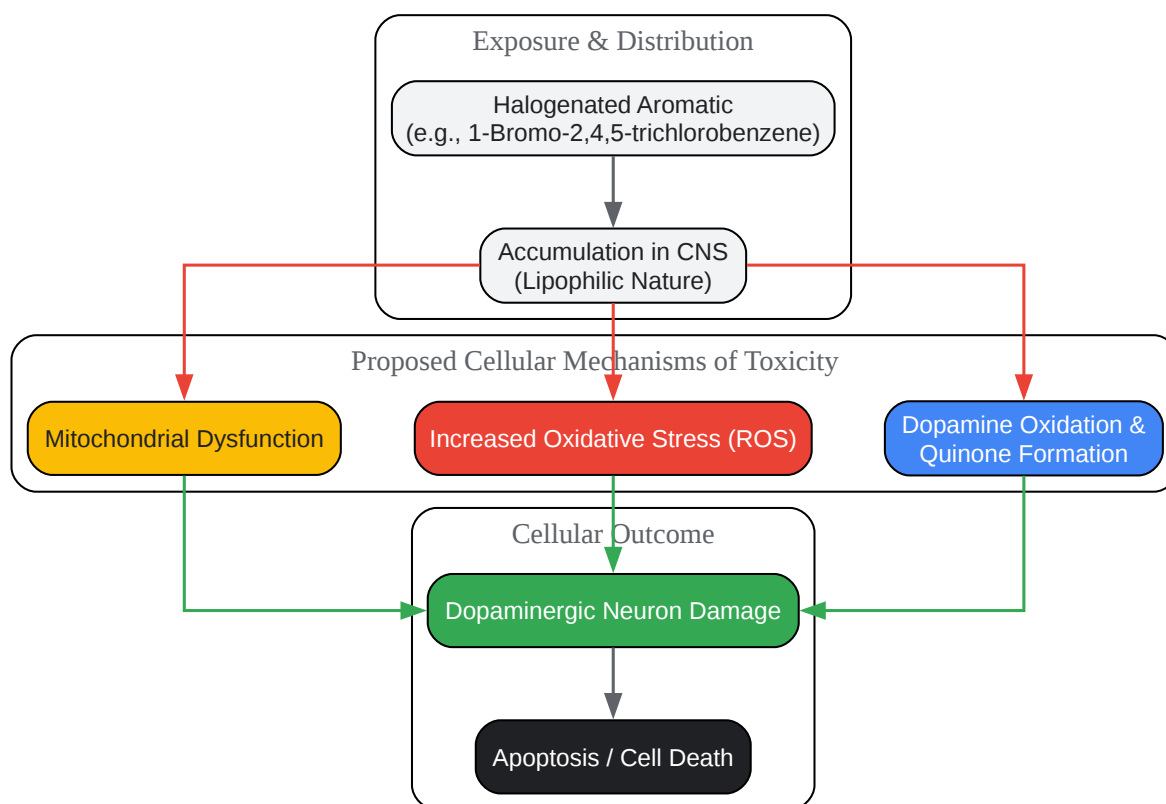 Exposure & Distribution
Halogenated Aromatic
(e.g., 1-Bromo-2,4,5-trichlorobenzene)
Accumulation in CNS
(Lipophilic Nature)
Proposed Cellular Mechanisms of Toxicity
Mitochondrial Dysfunction
Increased Oxidative Stress (ROS)
Dopamine Oxidation &
Quinone Formation
Cellular Outcome
Dopaminergic Neuron Damage
Apoptosis / Cell Death